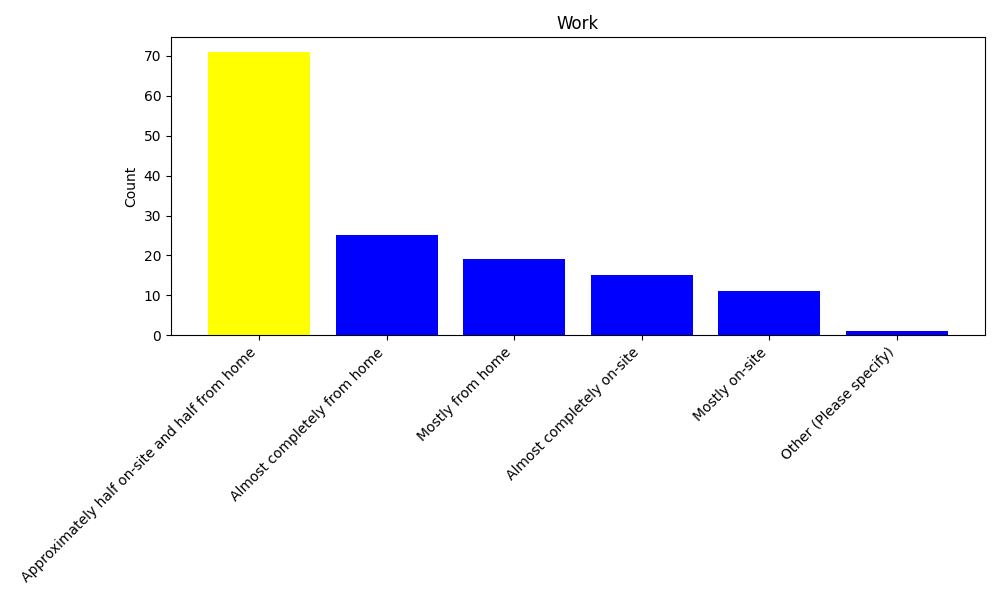 Work
Count
70
60
50
40
30
20
10
0
Approximately half on-site and half from home
Almost completely from home
Mostly from home
Almost completely on-site
Mostly on-site
Other (Please specify)